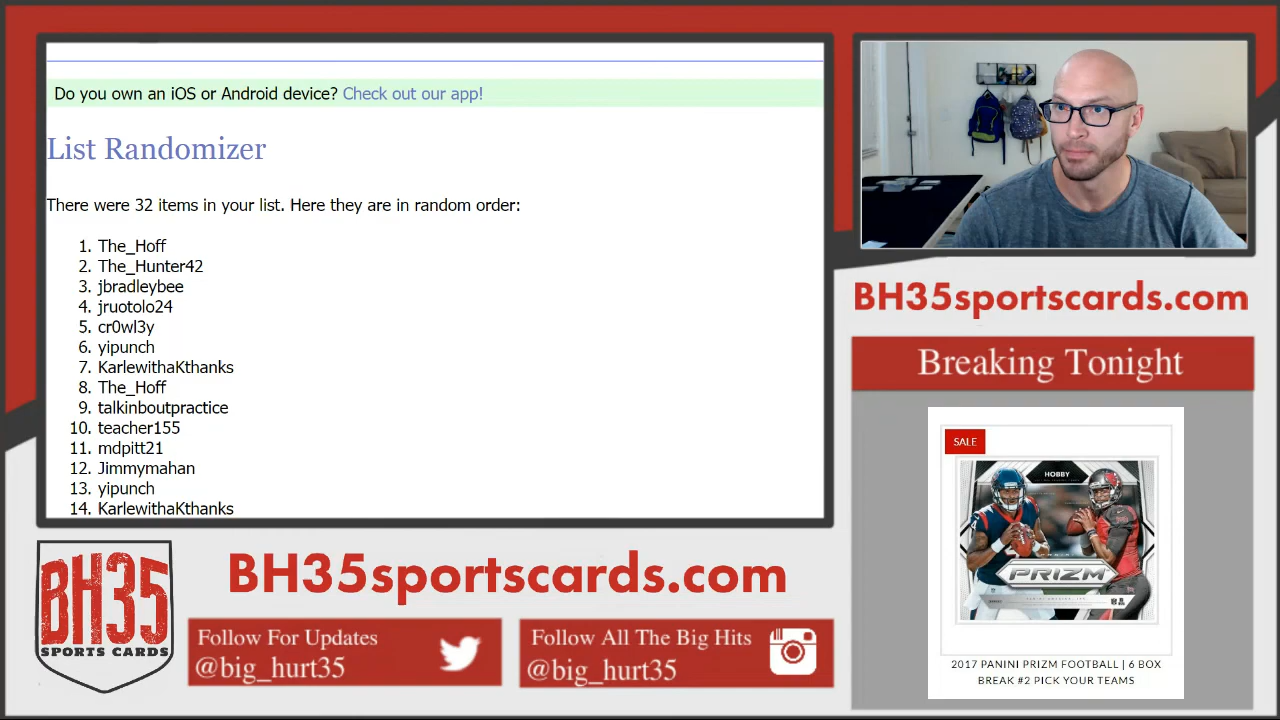 Do you own an iOS or Android device? Check out our app!
List Randomizer
There were 32 items in your list. Here they are in random order:
1. The_Hoff
2. The_Hunter42
3. jbradleybee
4. jruotolo24
5. cr0wl3y
6. yipunch
7. KarlewithaKthanks
8. The_Hoff
9. talkinboutpractice
10. teacher155
11. mdpitt21
12. Jimmymahan
13. yipunch
14. KarlewithaKthanks
BH35sportscards.com
Breaking Tonight
SALE
HOBBY
PRIZM
2017 PANINI PRIZM FOOTBALL | 6 BOX
BREAK #2 PICK YOUR TEAMS
BH35
SPORTS CARDS
BH35sportscards.com
Follow For Updates
@big_hurt35
Follow All The Big Hits
@big_hurt35